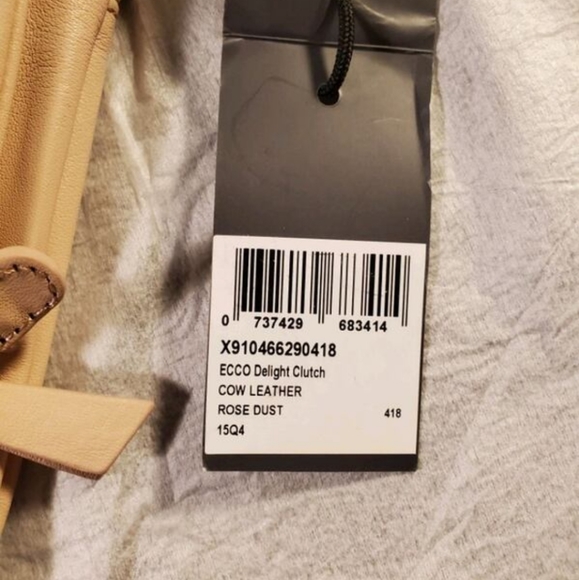 0 737429 683414
X910466290418
ECCO Delight Clutch
COW LEATHER
ROSE DUST 418
15Q4